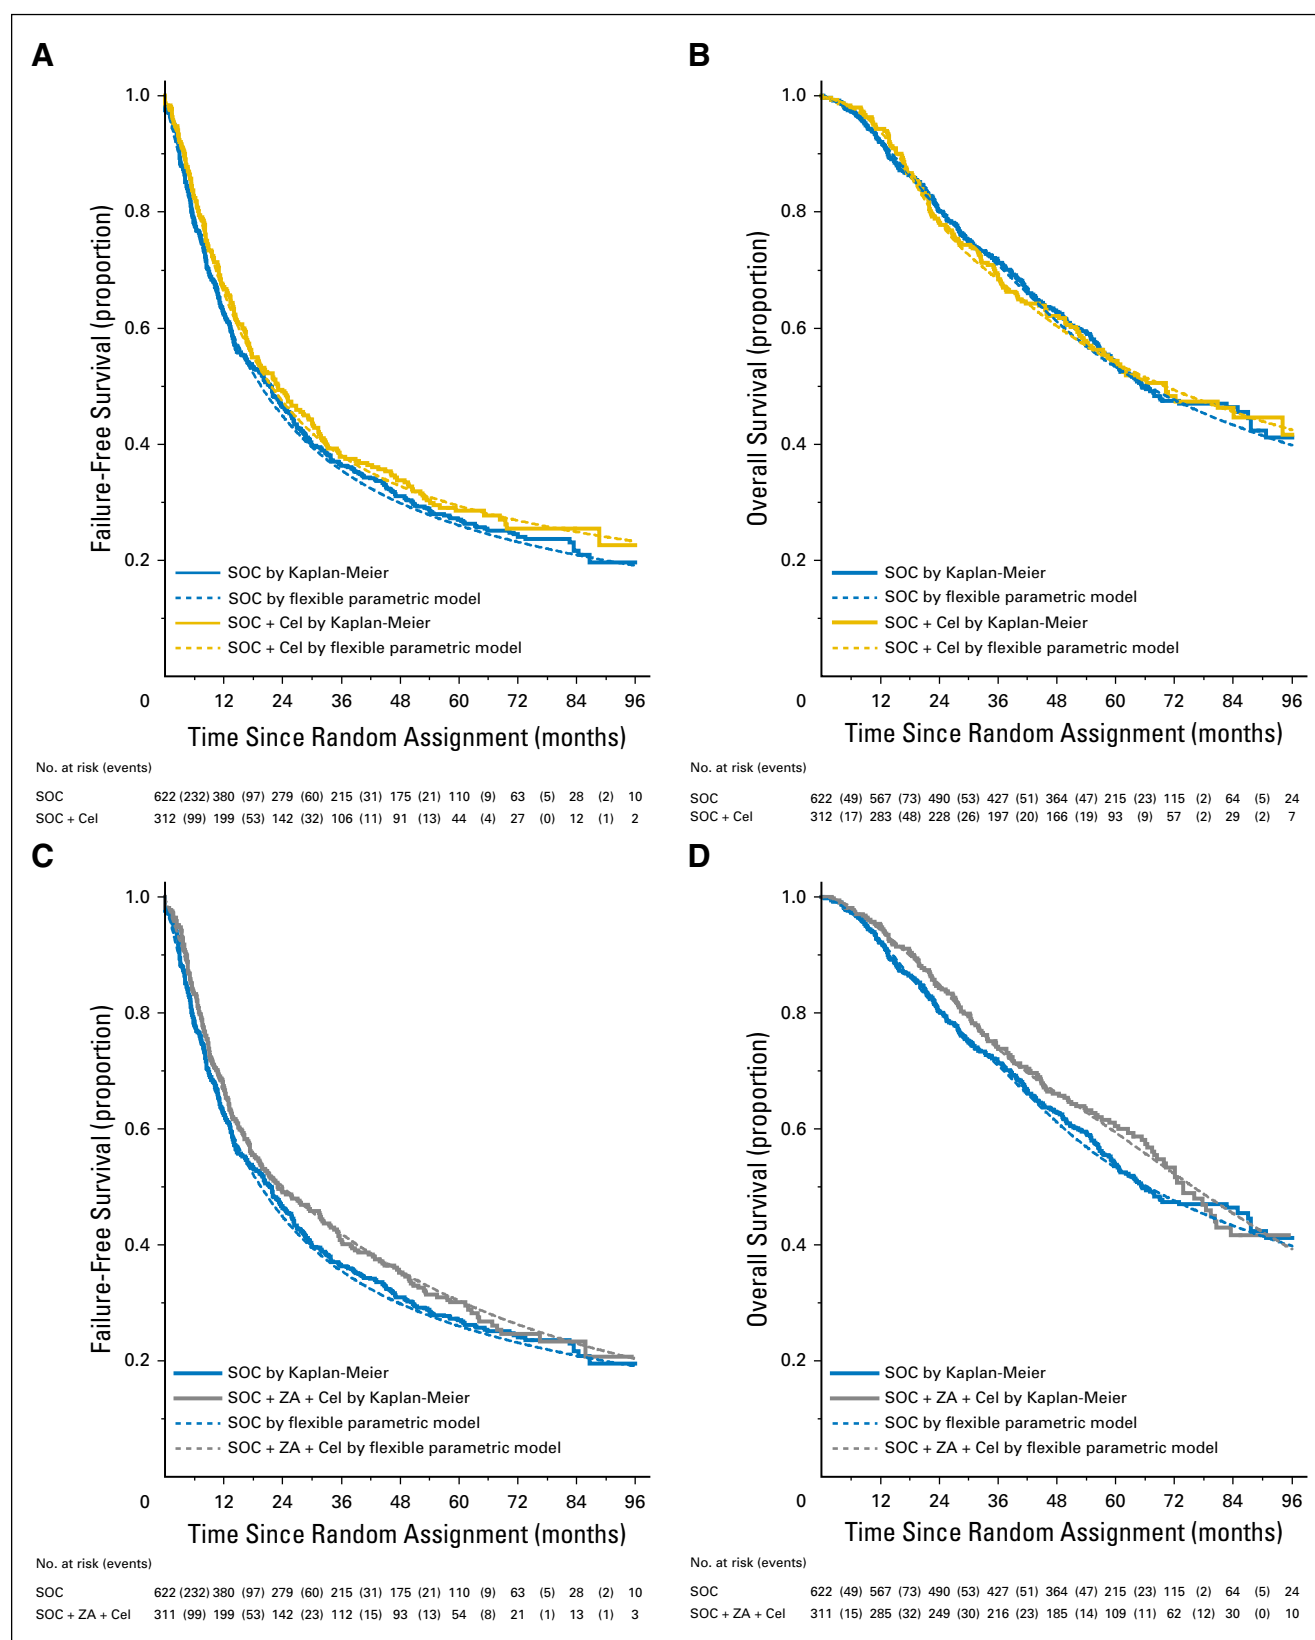 A
1.0
0.8
0.6
0.4
0.2
Failure-Free Survival (proportion)
SOC by Kaplan-Meier
SOC by flexible parametric model
SOC + Cel by Kaplan-Meier
SOC + Cel by flexible parametric model
0 12 24 36 48 60 72 84 96
Time Since Random Assignment (months)
No. at risk (events)
SOC 622 (232) 380 (97) 279 (60) 215 (31) 175 (21) 110 (9) 63 (5) 28 (2) 10
SOC + Cel 312 (99) 199 (53) 142 (32) 106 (11) 91 (13) 44 (4) 27 (0) 12 (1) 2
B
1.0
0.8
0.6
0.4
0.2
Overall Survival (proportion)
SOC by Kaplan-Meier
SOC by flexible parametric model
SOC + Cel by Kaplan-Meier
SOC + Cel by flexible parametric model
0 12 24 36 48 60 72 84 96
Time Since Random Assignment (months)
No. at risk (events)
SOC 622 (49) 567 (73) 490 (53) 427 (51) 364 (47) 215 (23) 115 (2) 64 (5) 24
SOC + Cel 312 (17) 283 (48) 228 (26) 197 (20) 166 (19) 93 (9) 57 (2) 29 (2) 7
C
1.0
0.8
0.6
0.4
0.2
Failure-Free Survival (proportion)
SOC by Kaplan-Meier
SOC + ZA + Cel by Kaplan-Meier
SOC by flexible parametric model
SOC + ZA + Cel by flexible parametric model
0 12 24 36 48 60 72 84 96
Time Since Random Assignment (months)
No. at risk (events)
SOC 622 (232) 380 (97) 279 (60) 215 (31) 175 (21) 110 (9) 63 (5) 28 (2) 10
SOC + ZA + Cel 311 (99) 199 (53) 142 (23) 112 (15) 93 (13) 54 (8) 21 (1) 13 (1) 3
D
1.0
0.8
0.6
0.4
0.2
Overall Survival (proportion)
SOC by Kaplan-Meier
SOC + ZA + Cel by Kaplan-Meier
SOC by flexible parametric model
SOC + ZA + Cel by flexible parametric model
0 12 24 36 48 60 72 84 96
Time Since Random Assignment (months)
No. at risk (events)
SOC 622 (49) 567 (73) 490 (53) 427 (51) 364 (47) 215 (23) 115 (2) 64 (5) 24
SOC + ZA + Cel 311 (15) 285 (32) 249 (30) 216 (23) 185 (14) 109 (11) 62 (12) 30 (0) 10